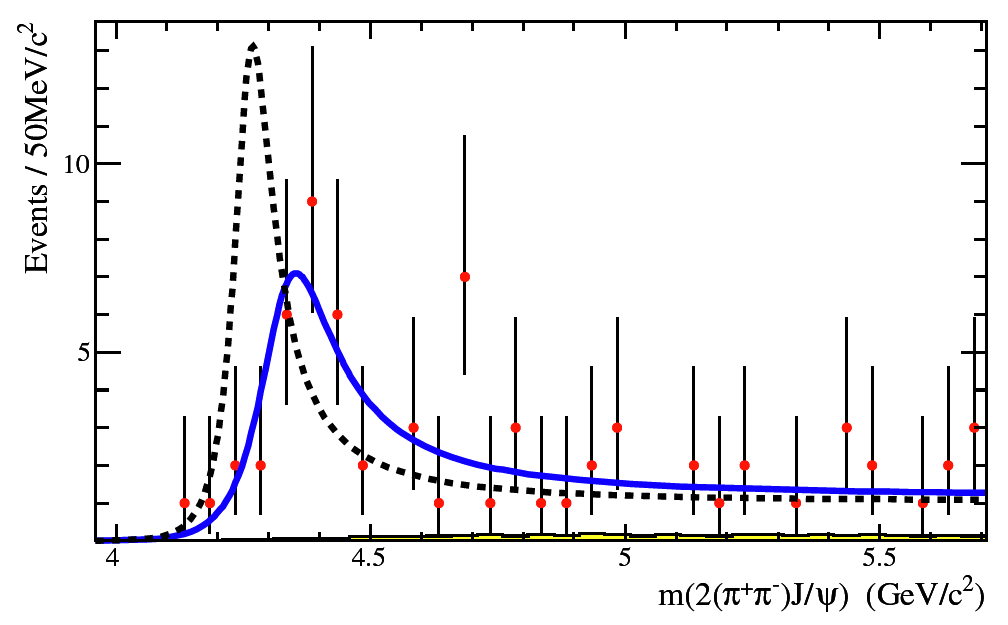 Events / 50MeV/c²
10
5
4 4.5 5 5.5
m(2(π⁺π⁻)J/ψ) (GeV/c²)